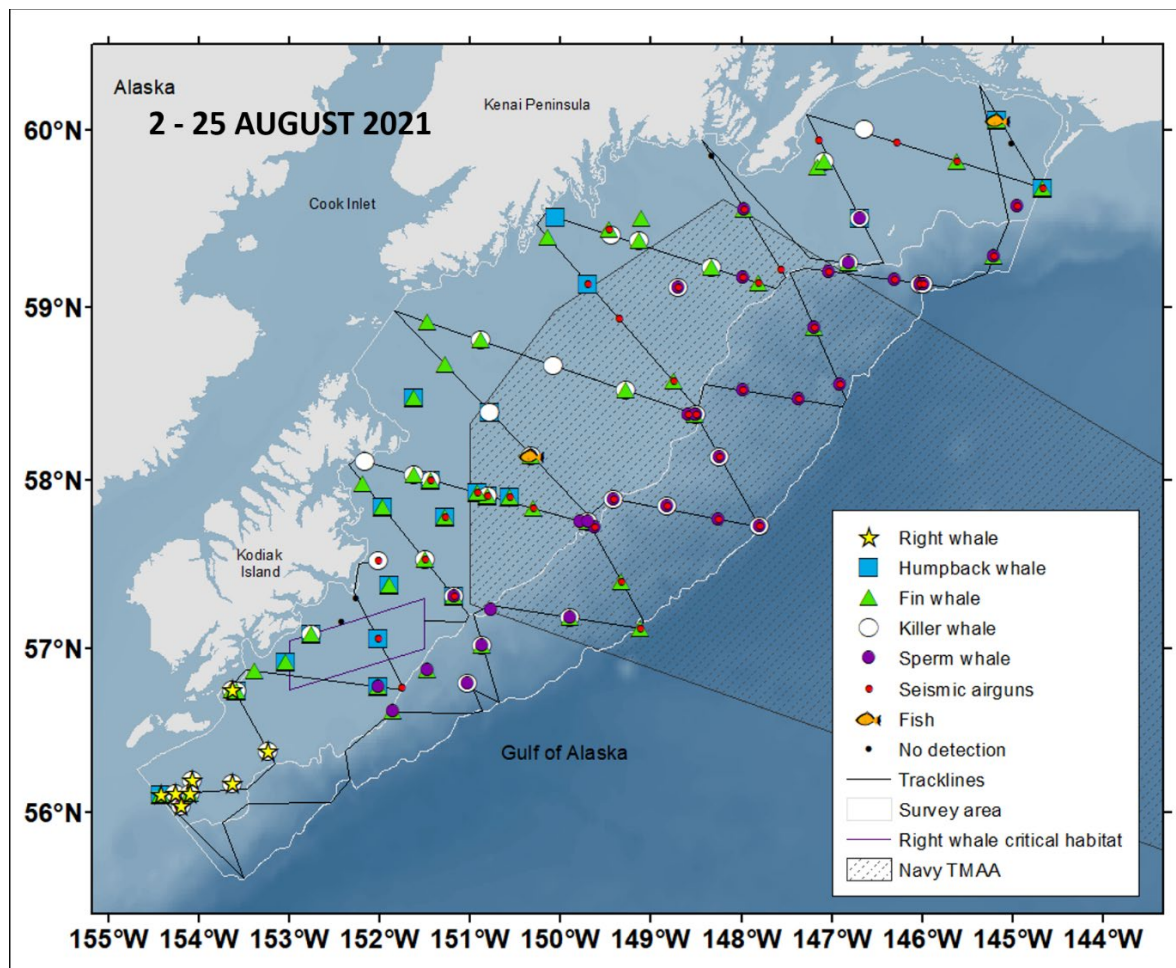 Alaska
Kenai Peninsula
2 - 25 AUGUST 2021
60°N
Cook Inlet
59°N
58°N
Kodiak
Island
57°N
Gulf of Alaska
56°N
Right whale
Humpback whale
Fin whale
Killer whale
Sperm whale
Seismic airguns
Fish
No detection
Tracklines
Survey area
Right whale critical habitat
Navy TMAA
155°W 154°W 153°W 152°W 151°W 150°W 149°W 148°W 147°W 146°W 145°W 144°W